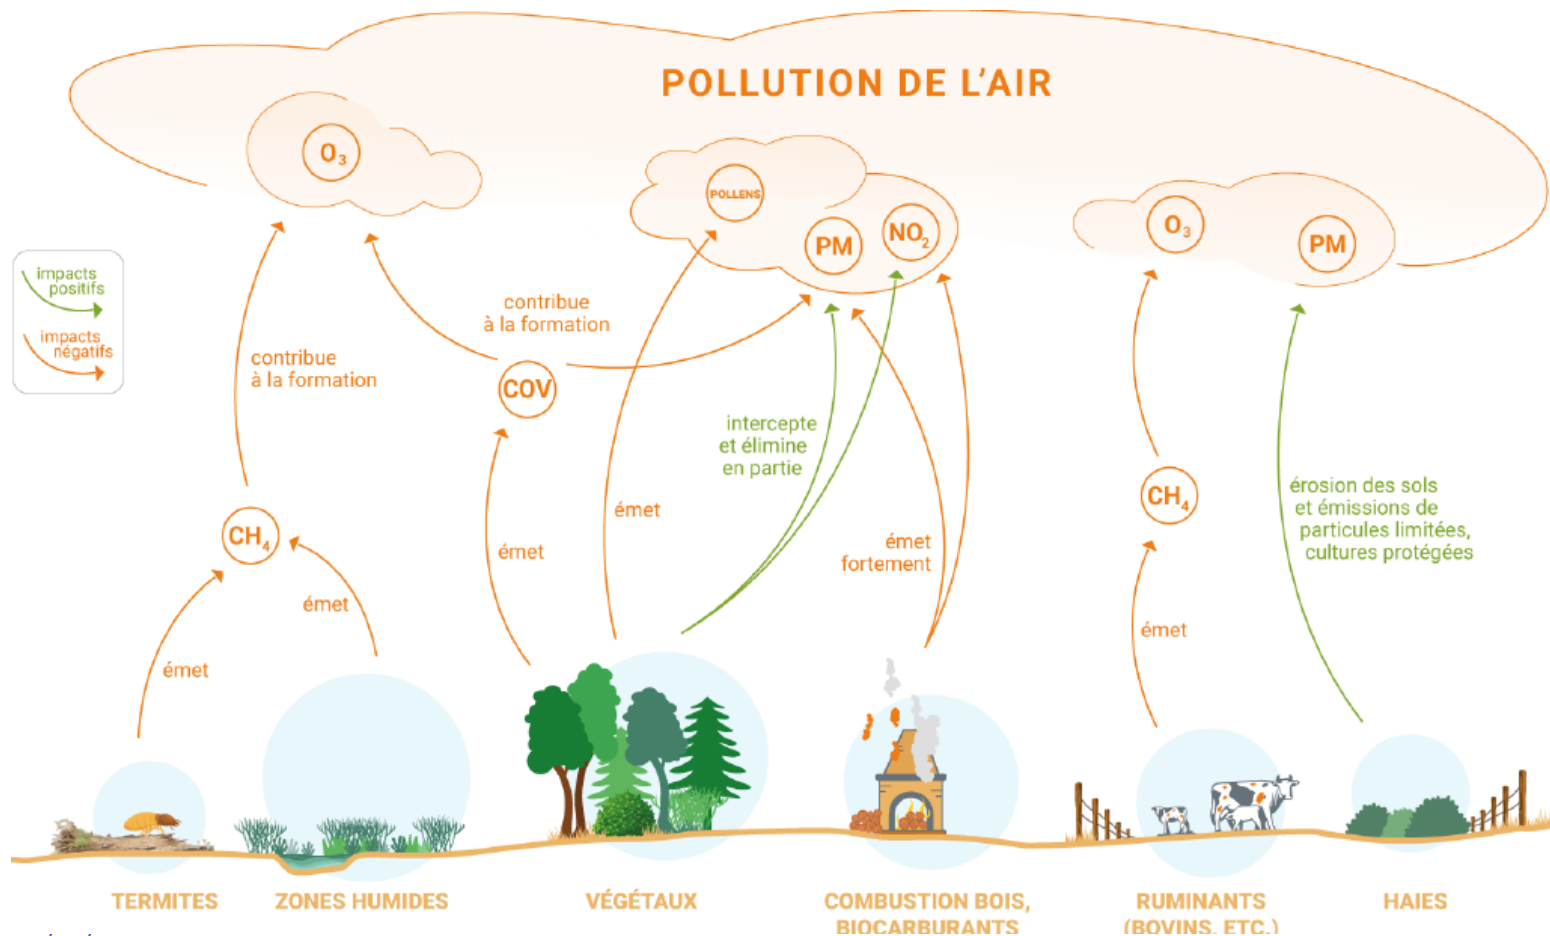 POLLUTION DE L'AIR
O3
POLLENS
PM
NO2
O3
PM
impacts
positifs
impacts
négatifs
contribue
à la formation
contribue
à la formation
COV
intercepte
et élimine
en partie
CH4
CH4
émet
émet
émet
émet
émet
fortement
émet
érosion des sols
et émissions de
particules limitées,
cultures protégées
TERMITES
ZONES HUMIDES
VÉGÉTAUX
COMBUSTION BOIS,
BIOCARBURANTS
RUMINANTS
(BOVINS, ETC.)
HAIES